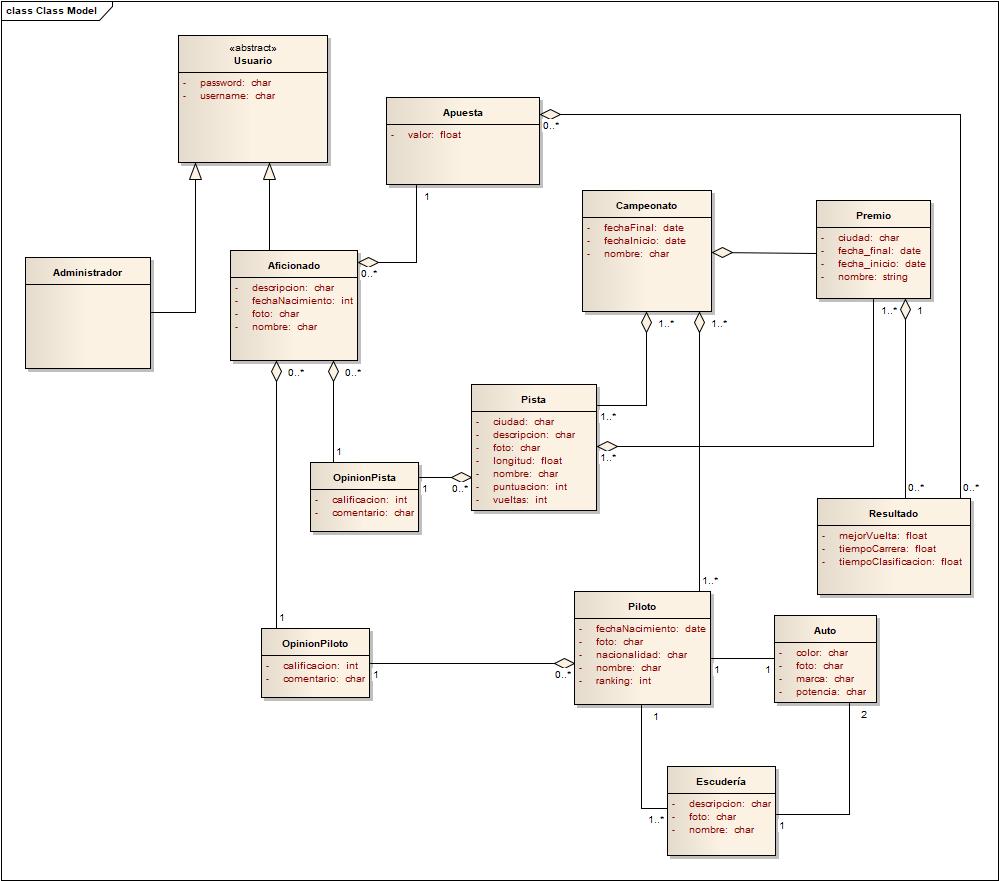 class Class Model
«abstract»
Usuario
- password: char
- username: char
Apuesta
- valor: float
0..*
1
Campeonato
- fechaFinal: date
- fechaInicio: date
- nombre: char
Premio
- ciudad: char
- fecha_final: date
- fecha_inicio: date
- nombre: string
Administrador
Aficionado
- descripcion: char
- fechaNacimiento: int
- foto: char
- nombre: char
0..*
1..*
1..*
1..*
1
0..*
0..*
Pista
- ciudad: char
- descripcion: char
- foto: char
- longitud: float
- nombre: char
- puntuacion: int
- vueltas: int
1..*
1..*
1
OpinionPista
- calificacion: int
- comentario: char
1
0..*
0..*
0..*
Resultado
- mejorVuelta: float
- tiempoCarrera: float
- tiempoClasificacion: float
1..*
1
OpinionPiloto
- calificacion: int
- comentario: char
1
0..*
Piloto
- fechaNacimiento: date
- foto: char
- nacionalidad: char
- nombre: char
- ranking: int
1
1
Auto
- color: char
- foto: char
- marca: char
- potencia: char
1
2
Escudería
- descripcion: char
- foto: char
- nombre: char
1..*
1